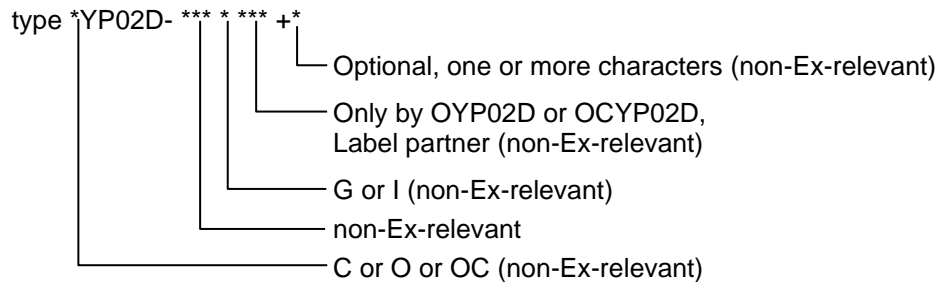 type *YP02D- *** * *** +*
Optional, one or more characters (non-Ex-relevant)
Only by OYP02D or OCYP02D,
Label partner (non-Ex-relevant)
G or I (non-Ex-relevant)
non-Ex-relevant
C or O or OC (non-Ex-relevant)